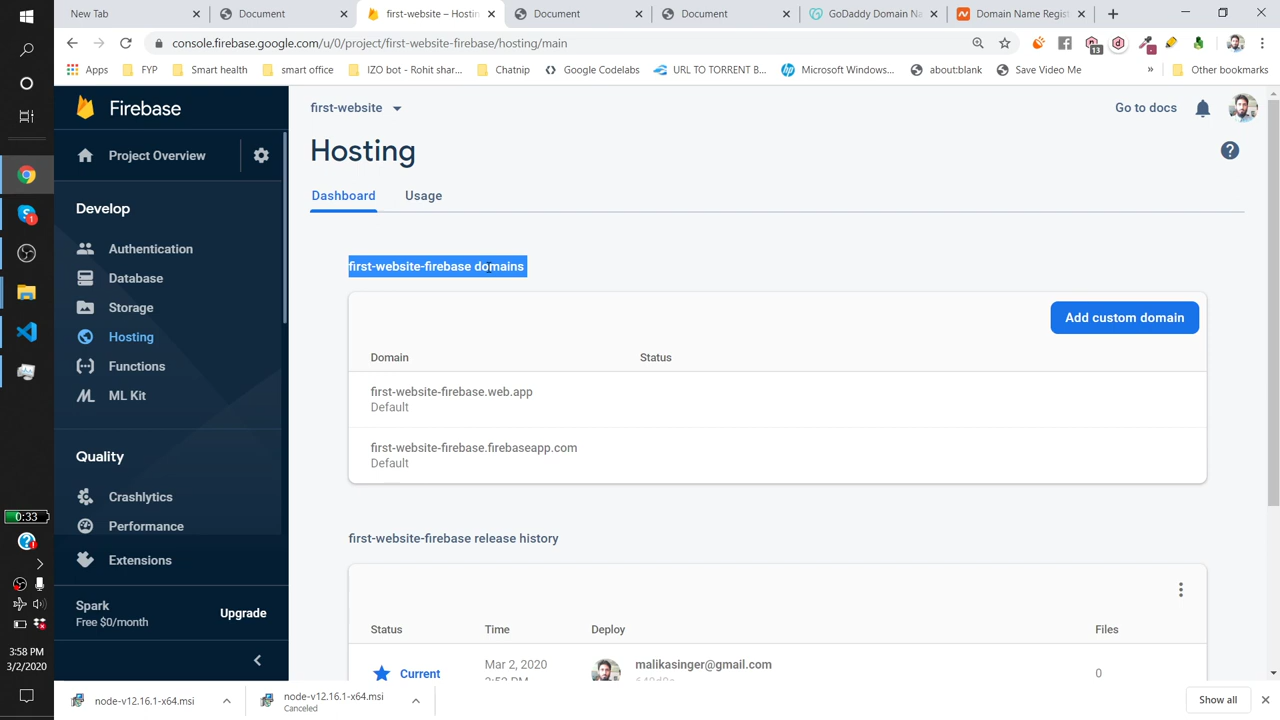 New Tab
Document
first-website – Hostin
Document
Document
GoDaddy Domain Na
Domain Name Regist
console.firebase.google.com/u/0/project/first-website-firebase/hosting/main
13
Apps
FYP
Smart health
smart office
IZO bot - Rohit shar...
Chatnip
Google Codelabs
URL TO TORRENT B...
Microsoft Windows...
about:blank
Save Video Me
»
Other bookmarks
Firebase
first-website
Go to docs
Project Overview
Hosting
Dashboard
Usage
Develop
Authentication
Database
Storage
Hosting
Functions
ML Kit
first-website-firebase domains
Add custom domain
Domain
Status
first-website-firebase.web.app
Default
first-website-firebase.firebaseapp.com
Default
Quality
Crashlytics
Performance
Extensions
first-website-firebase release history
Spark
Free $0/month
Upgrade
Status
Time
Deploy
Files
Current
Mar 2, 2020
malikasinger@gmail.com
0
0:33
3:58 PM
3/2/2020
node-v12.16.1-x64.msi
node-v12.16.1-x64.msi
Canceled
Show all